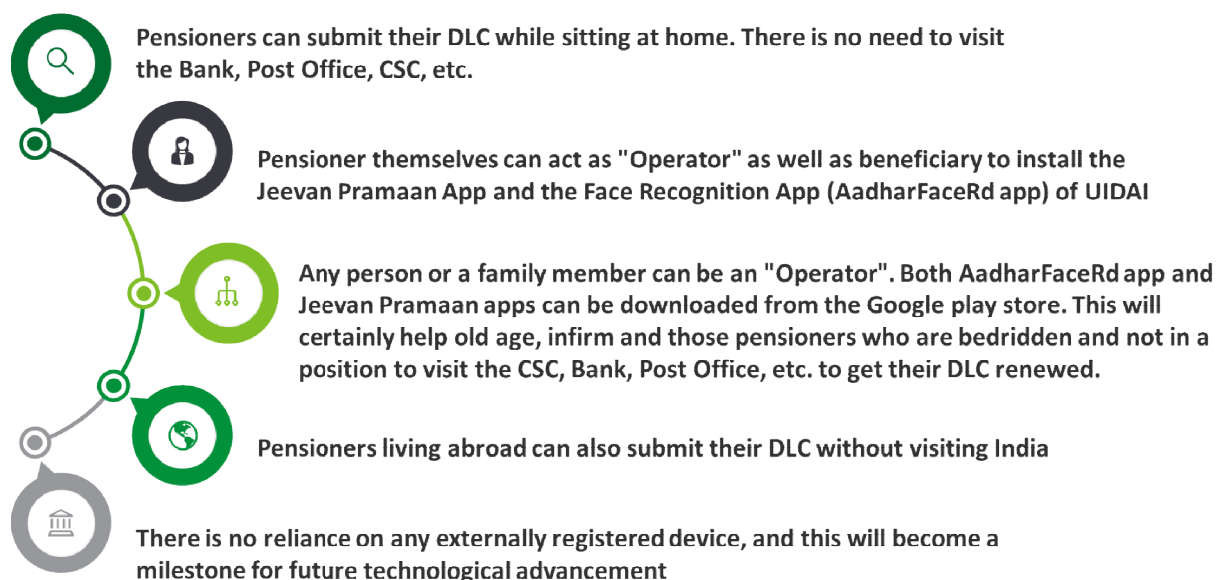 Pensioners can submit their DLC while sitting at home. There is no need to visit
the Bank, Post Office, CSC, etc.
Pensioner themselves can act as "Operator" as well as beneficiary to install the
Jeevan Pramaan App and the Face Recognition App (AadharFaceRd app) of UIDAI
Any person or a family member can be an "Operator". Both AadharFaceRd app and
Jeevan Pramaan apps can be downloaded from the Google play store. This will
certainly help old age, infirm and those pensioners who are bedridden and not in a
position to visit the CSC, Bank, Post Office, etc. to get their DLC renewed.
Pensioners living abroad can also submit their DLC without visiting India
There is no reliance on any externally registered device, and this will become a
milestone for future technological advancement